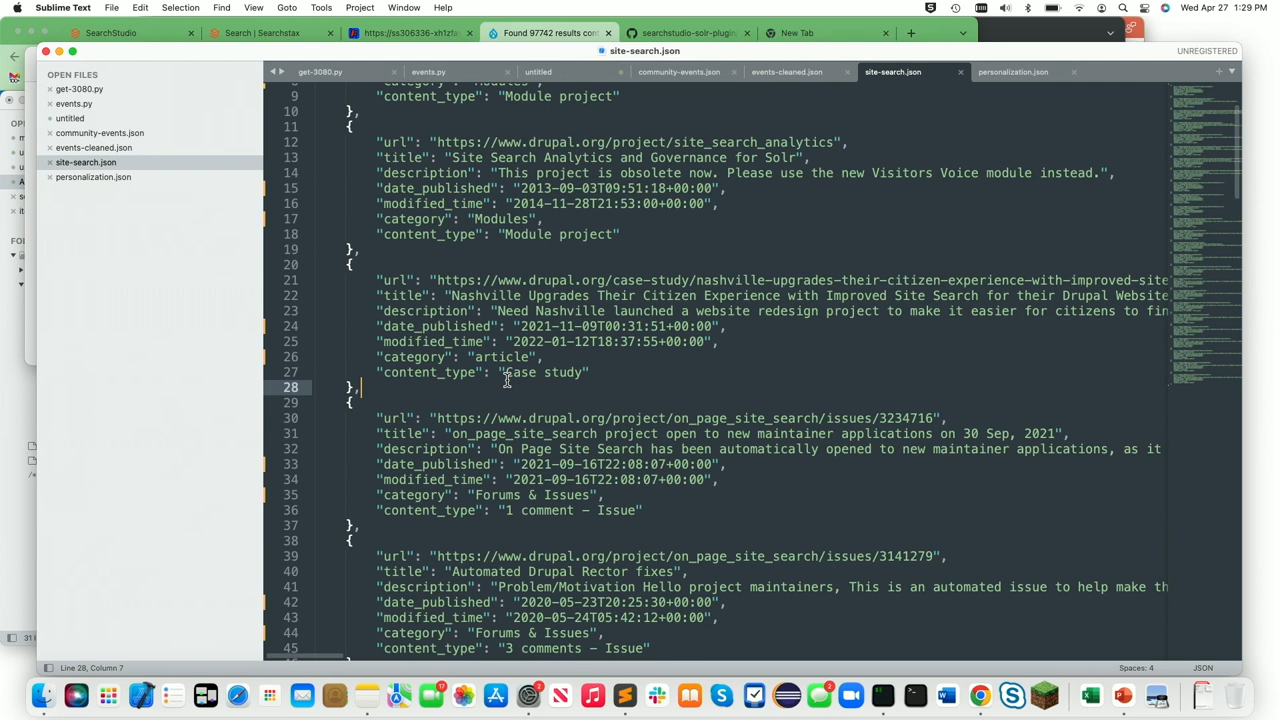 Sublime Text File Edit Selection Find View Goto Tools Project Window Help Wed Apr 27 1:29 PM
SearchStudio Search | Searchstax https://ss306336-xh1zfa Found 97742 results con searchstudio-solr-plugin New Tab
site-search.json UNREGISTERED
OPEN FILES
get-3080.py events.py untitled community-events.json events-cleaned.json site-search.json personalization.json
get-3080.py
events.py
untitled
community-events.json
events-cleaned.json
site-search.json
personalization.json
9 "content_type": "Module project"
10 },
11 {
12 "url": "https://www.drupal.org/project/site_search_analytics",
13 "title": "Site Search Analytics and Governance for Solr",
14 "description": "This project is obsolete now. Please use the new Visitors Voice module instead.",
15 "date_published": "2013-09-03T09:51:18+00:00",
16 "modified_time": "2014-11-28T21:53:00+00:00",
17 "category": "Modules",
18 "content_type": "Module project"
19 },
20 {
21 "url": "https://www.drupal.org/case-study/nashville-upgrades-their-citizen-experience-with-improved-site
22 "title": "Nashville Upgrades Their Citizen Experience with Improved Site Search for their Drupal Website
23 "description": "Need Nashville launched a website redesign project to make it easier for citizens to fin
24 "date_published": "2021-11-09T00:31:51+00:00",
25 "modified_time": "2022-01-12T18:37:55+00:00",
26 "category": "article",
27 "content_type": "Case study"
28 },
29 {
30 "url": "https://www.drupal.org/project/on_page_site_search/issues/3234716",
31 "title": "on_page_site_search project open to new maintainer applications on 30 Sep, 2021",
32 "description": "On Page Site Search has been automatically opened to new maintainer applications, as it
33 "date_published": "2021-09-16T22:08:07+00:00",
34 "modified_time": "2021-09-16T22:08:07+00:00",
35 "category": "Forums & Issues",
36 "content_type": "1 comment – Issue"
37 },
38 {
39 "url": "https://www.drupal.org/project/on_page_site_search/issues/3141279",
40 "title": "Automated Drupal Rector fixes",
41 "description": "Problem/Motivation Hello project maintainers, This is an automated issue to help make th
42 "date_published": "2020-05-23T20:25:30+00:00",
43 "modified_time": "2020-05-24T05:42:12+00:00",
44 "category": "Forums & Issues",
45 "content_type": "3 comments – Issue"
Line 28, Column 7 Spaces: 4 JSON